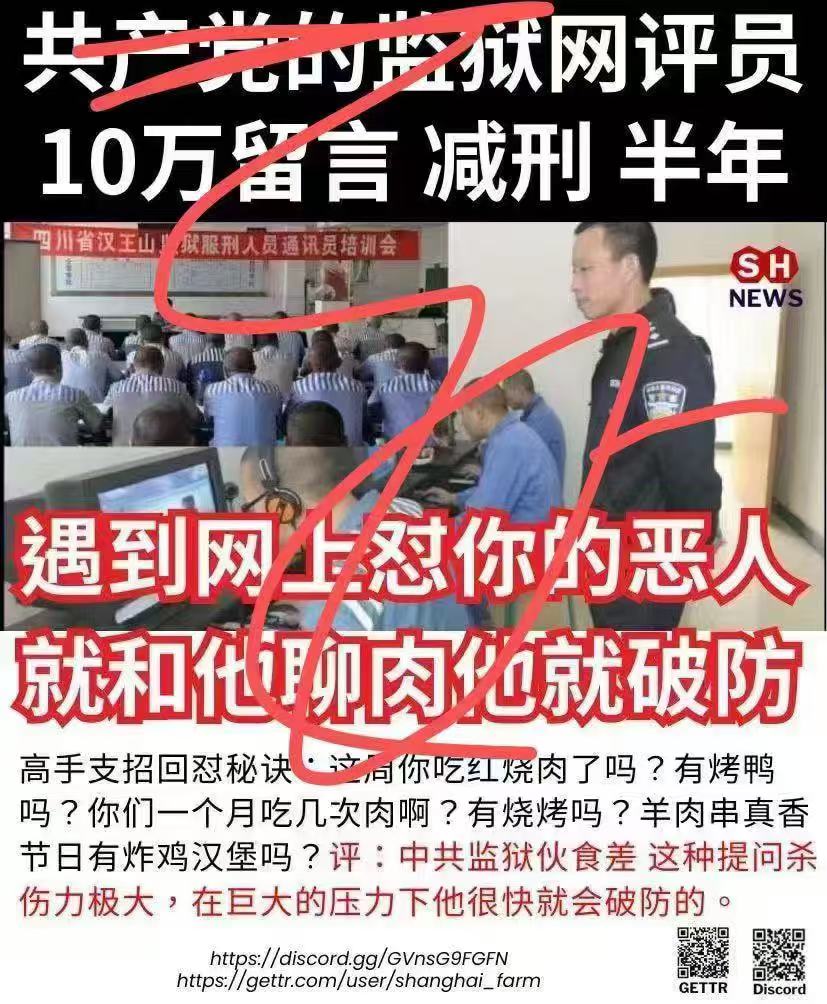 共产党的监狱网评员
10万留言 减刑 半年
四川省汉王山监狱服刑人员通讯员培训会
SH
NEWS
遇到网上怼你的恶人
就和他聊肉他就破防
高手支招回怼秘诀：这周你吃红烧肉了吗？有烤鸭
吗？你们一个月吃几次肉啊？有烧烤吗？羊肉串真香
节日有炸鸡汉堡吗？评：中共监狱伙食差 这种提问杀
伤力极大，在巨大的压力下他很快就会破防的。
https://discord.gg/GVnsG9FGFN
https://gettr.com/user/shanghai_farm
GETTR
Discord